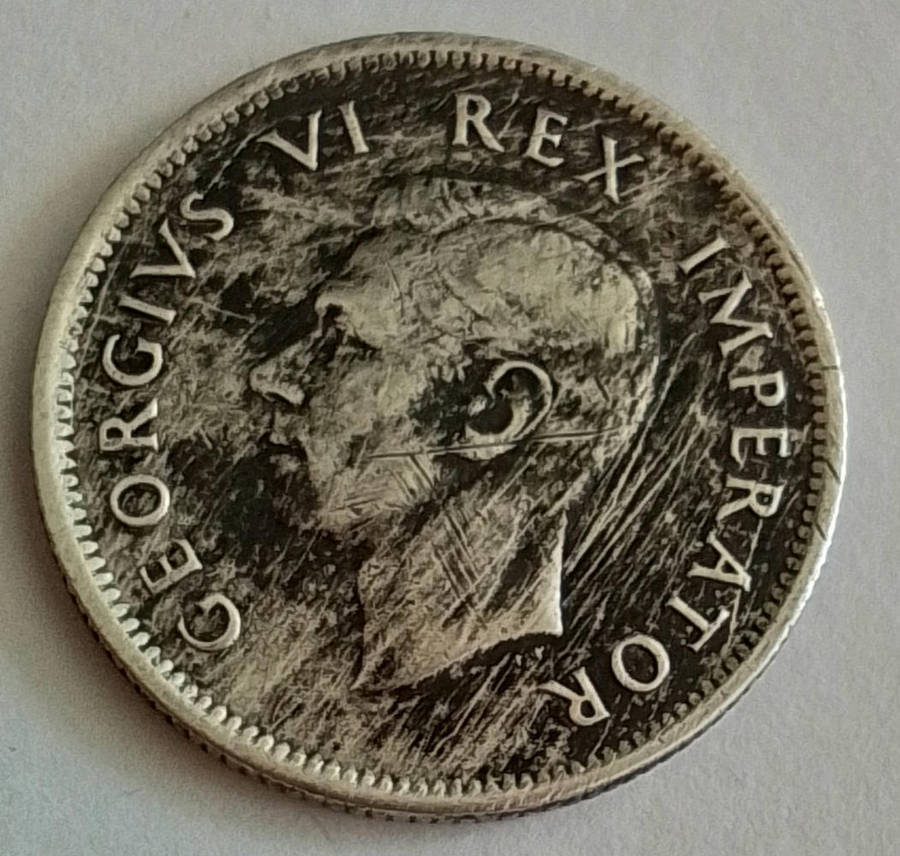 GEORGIVS VI REX IMPERATOR